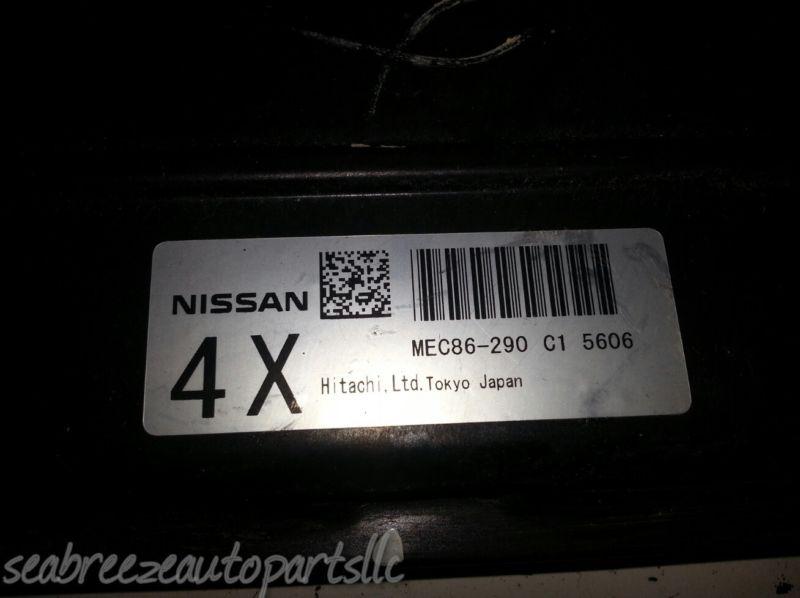 NISSAN
MEC86-290 C1 5606
4X
Hitachi,Ltd.Tokyo Japan
seabreezeautopartsllc